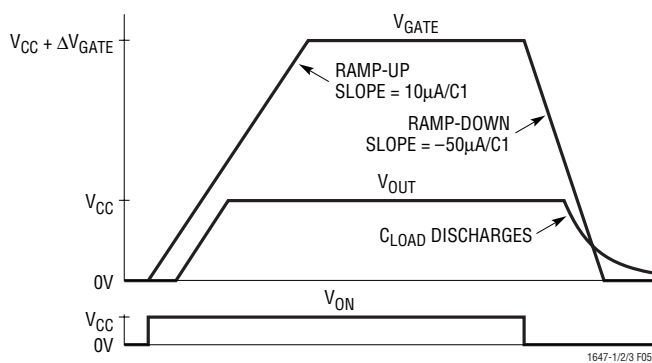 V_GATE
V_CC + ΔV_GATE
RAMP-UP
SLOPE = 10µA/C1
RAMP-DOWN
SLOPE = –50µA/C1
V_OUT
V_CC
C_LOAD DISCHARGES
0V
V_ON
V_CC
0V
1647-1/2/3 F05